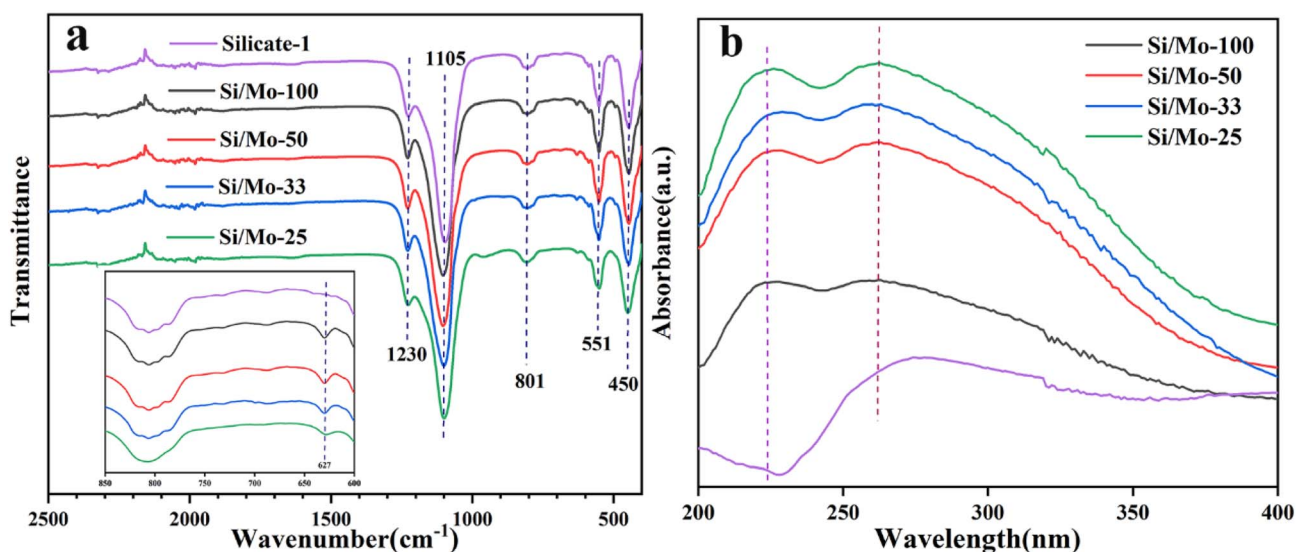 a
Silicate-1
Si/Mo-100
Si/Mo-50
Si/Mo-33
Si/Mo-25
1105
1230
801
551
450
627
850 800 750 700 650 600
2500 2000 1500 1000 500
Wavenumber(cm-1)
Transmittance
b
Si/Mo-100
Si/Mo-50
Si/Mo-33
Si/Mo-25
200 250 300 350 400
Wavelength(nm)
Absorbance(a.u.)